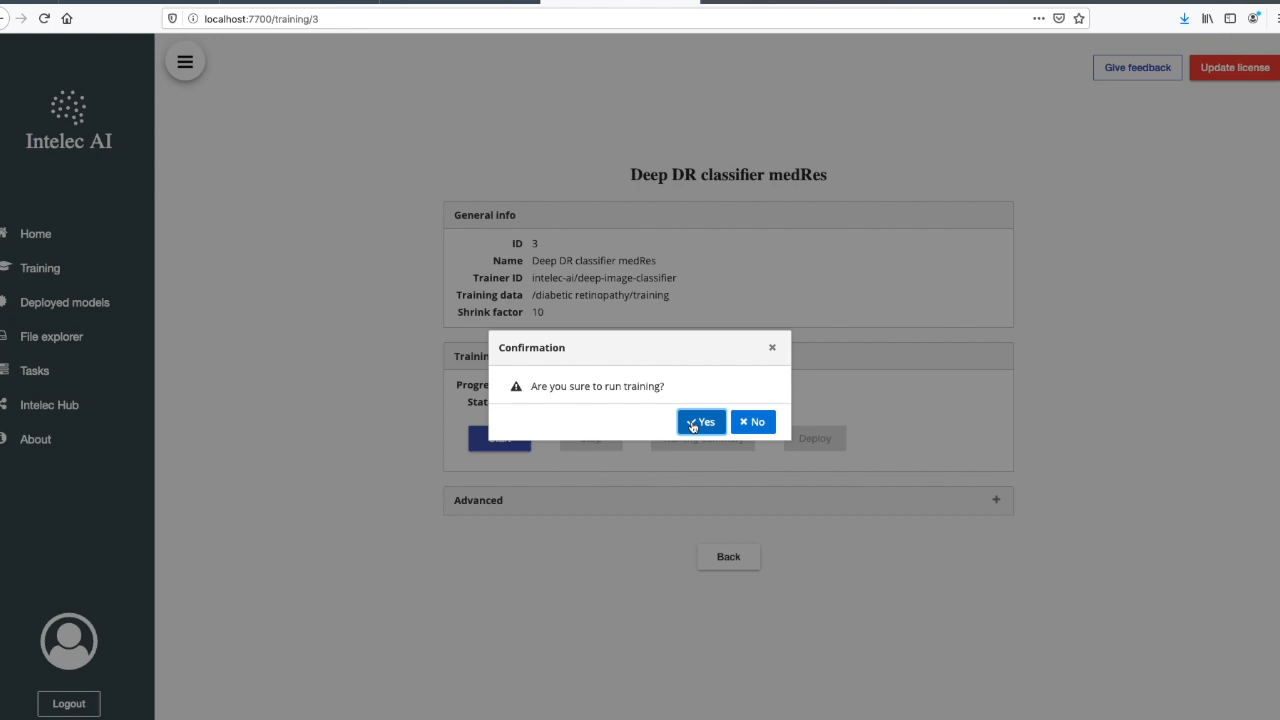 localhost:7700/training/3
Give feedback
Update license
Intelec AI
Home
Training
Deployed models
File explorer
Tasks
Intelec Hub
About
Logout
Deep DR classifier medRes
General info
ID 3
Name Deep DR classifier medRes
Trainer ID intelec-ai/deep-image-classifier
Training data /diabetic retinopathy/training
Shrink factor 10
Confirmation
Are you sure to run training?
Yes
No
Deploy
Advanced
Back